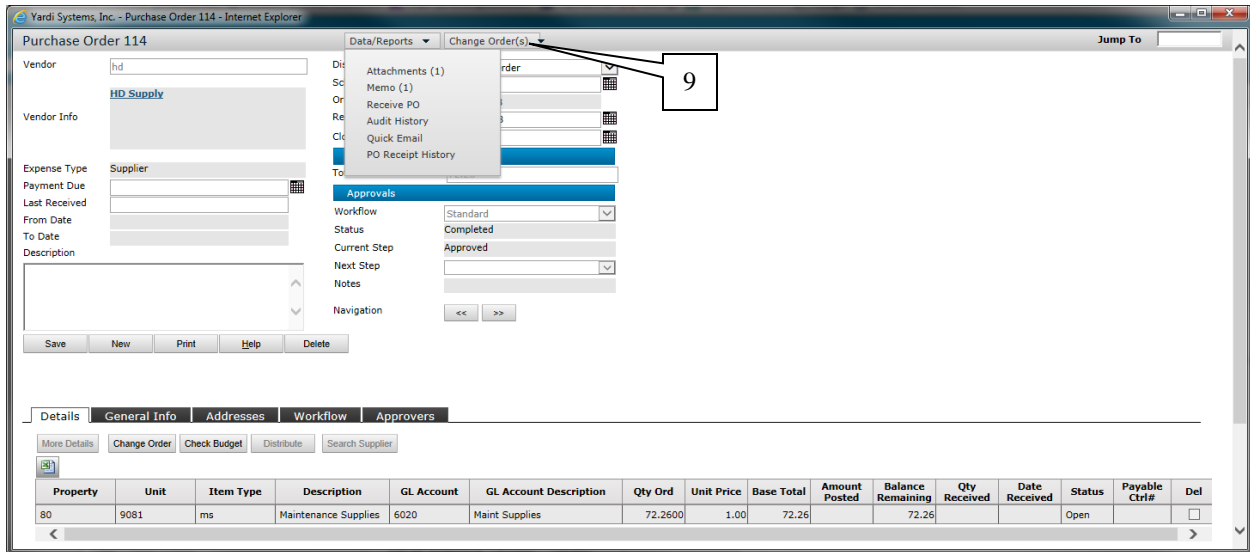 Yardi Systems, Inc. - Purchase Order 114 - Internet Explorer
Purchase Order 114
Data/Reports
Change Order(s)
Jump To
9
Vendor
hd
HD Supply
Vendor Info
Expense Type
Supplier
Payment Due
Last Received
From Date
To Date
Description
Attachments (1)
Memo (1)
Receive PO
Audit History
Quick Email
PO Receipt History
Approvals
Workflow
Standard
Status
Completed
Current Step
Approved
Next Step
Notes
Navigation
<< >>
Save New Print Help Delete
Details General Info Addresses Workflow Approvers
More Details Change Order Check Budget Distribute Search Supplier
Property Unit Item Type Description GL Account GL Account Description Qty Ord Unit Price Base Total Amount Posted Balance Remaining Qty Received Date Received Status Payable Ctrl# Del
80 9081 ms Maintenance Supplies 6020 Maint Supplies 72.2600 1.00 72.26 72.26 Open